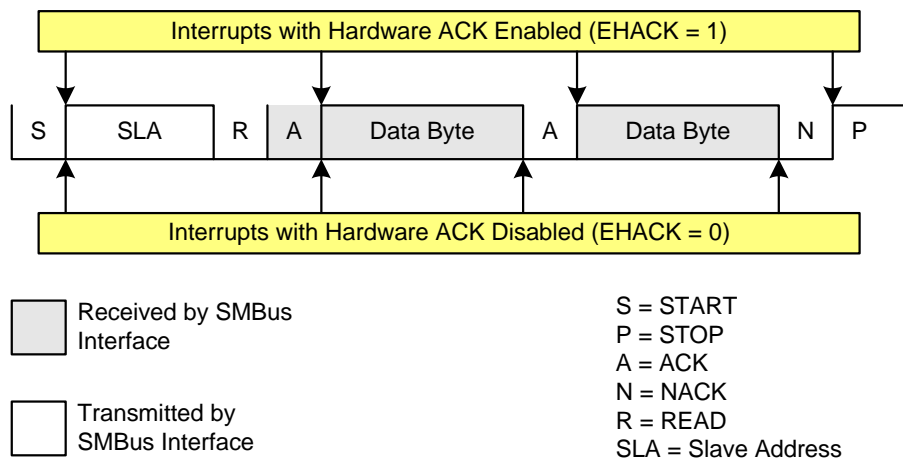 Interrupts with Hardware ACK Enabled (EHACK = 1)
S SLA R A Data Byte A Data Byte N P
Interrupts with Hardware ACK Disabled (EHACK = 0)
Received by SMBus
Interface
Transmitted by
SMBus Interface
S = START
P = STOP
A = ACK
N = NACK
R = READ
SLA = Slave Address